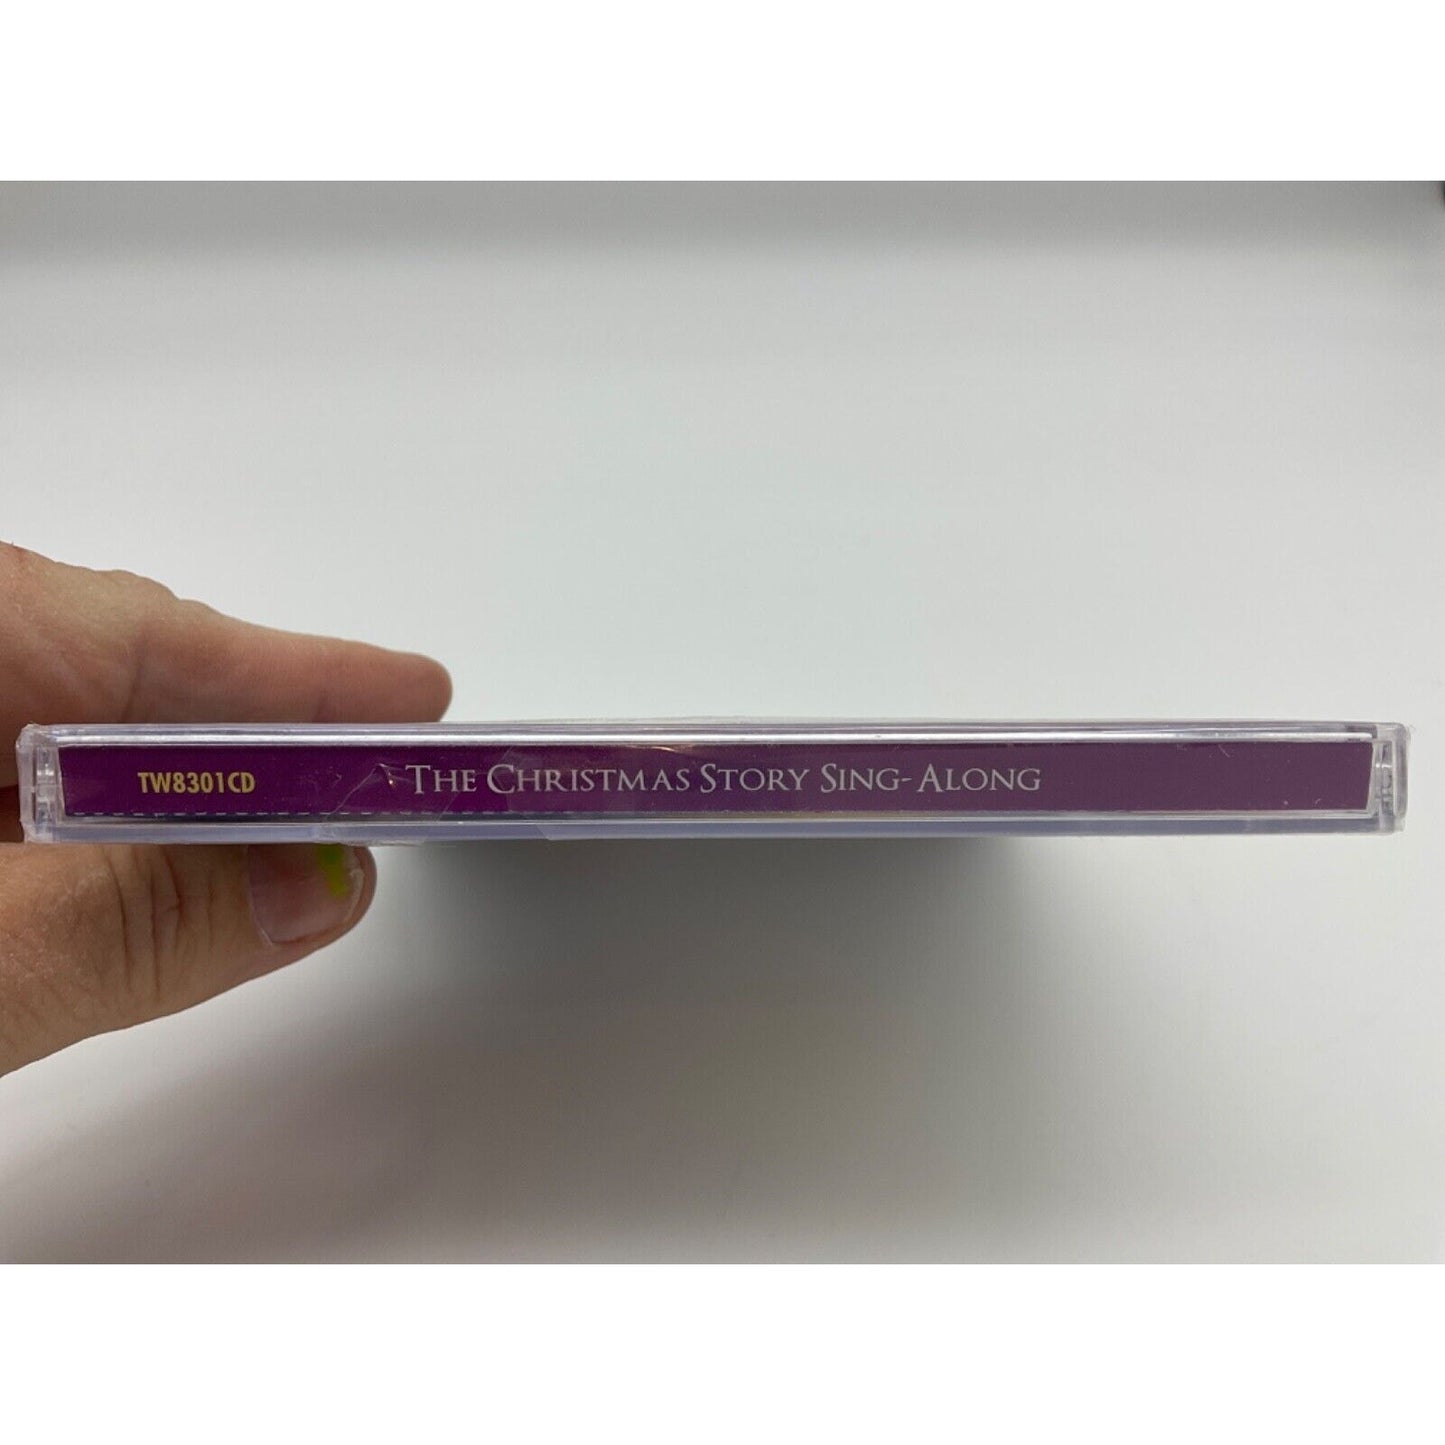 TW8301CD THE CHRISTMAS STORY SING-ALONG